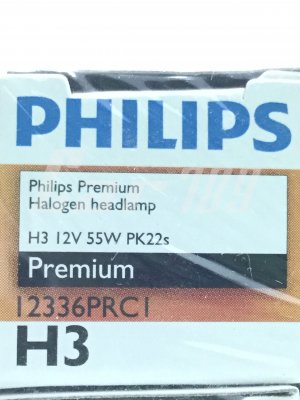 PHILIPS
Philips Premium
Halogen headlamp
H3 12V 55W PK22s
Premium
12336PRC1
H3